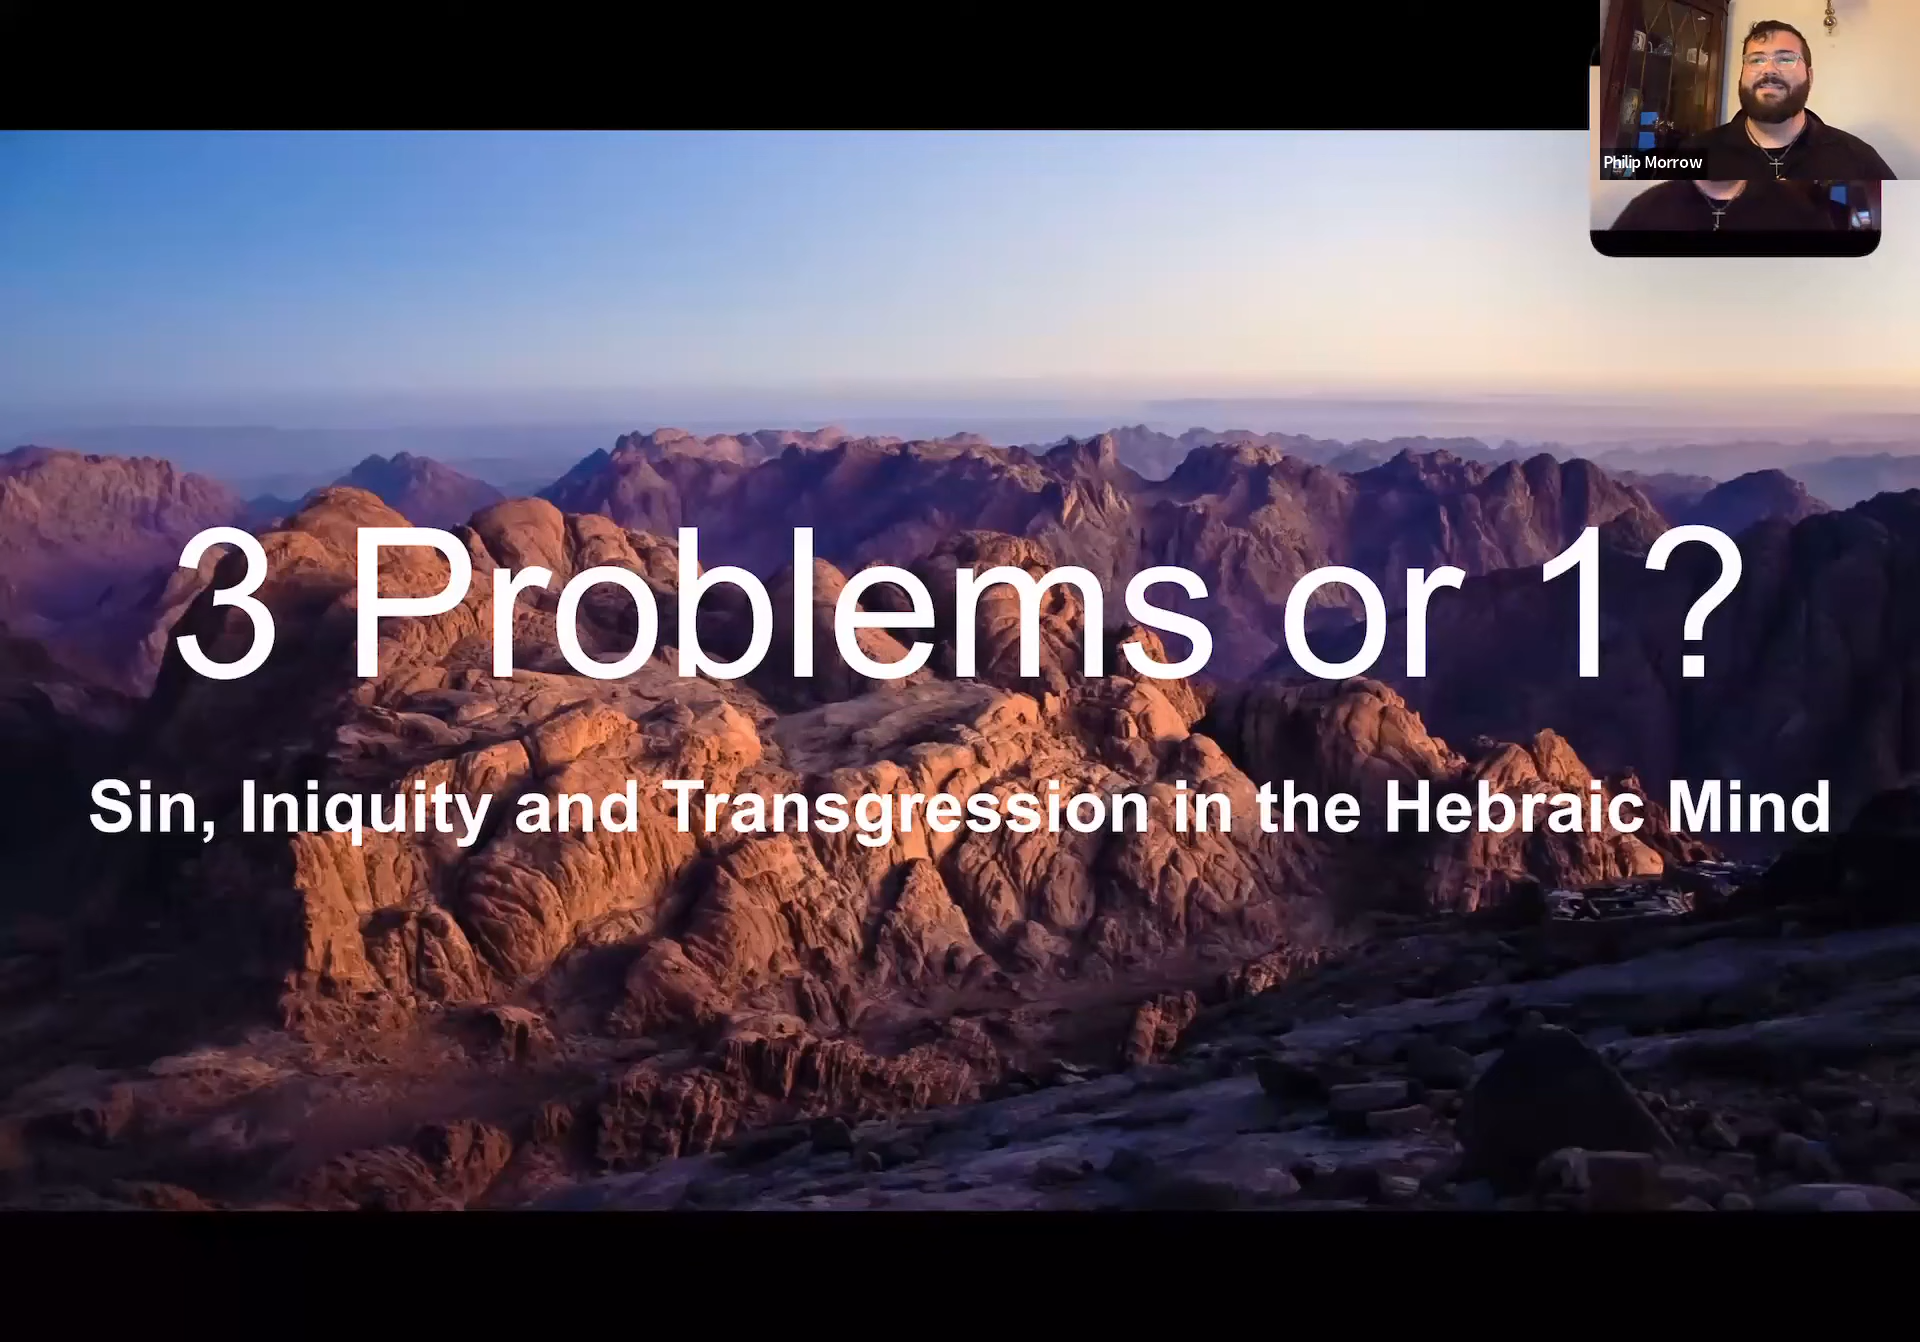 Philip Morrow
3 Problems or 1?
Sin, Iniquity and Transgression in the Hebraic Mind